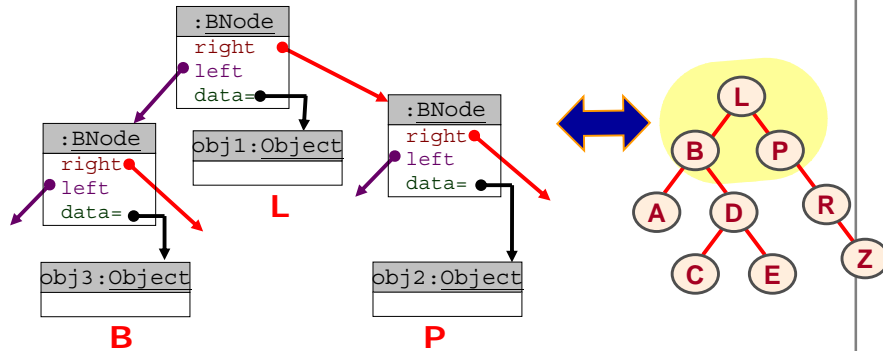 :BNode
right
left
data=
obj1:Object
L
:BNode
right
left
data=
obj3:Object
B
:BNode
right
left
data=
obj2:Object
P
L
B P
A D R
C E Z